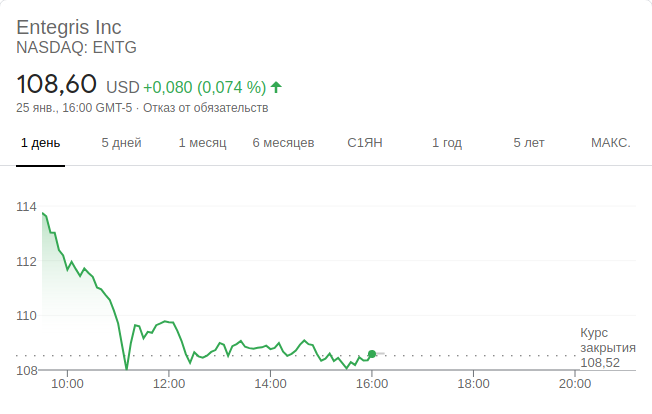 Entegris Inc
NASDAQ: ENTG
108,60 USD +0,080 (0,074 %)
25 янв., 16:00 GMT-5 · Отказ от обязательств
1 день 5 дней 1 месяц 6 месяцев С1ЯН 1 год 5 лет МАКС.
114
112
110
Курс
закрытия
108,52
108
10:00 12:00 14:00 16:00 18:00 20:00